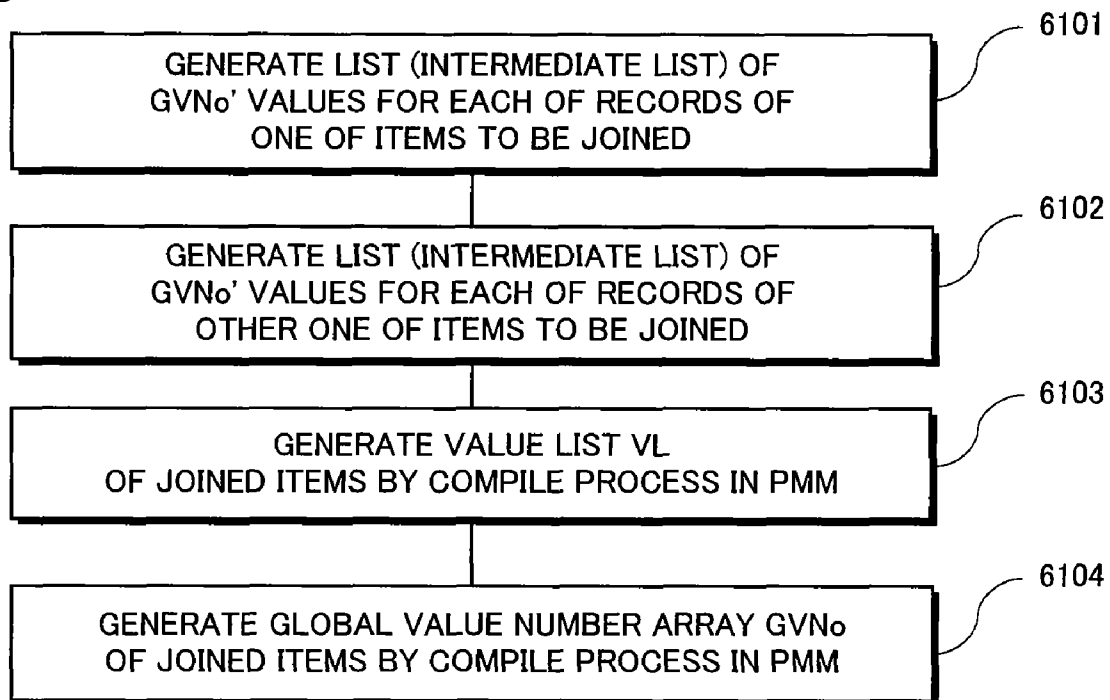 6101
GENERATE LIST (INTERMEDIATE LIST) OF
GVNo' VALUES FOR EACH OF RECORDS OF
ONE OF ITEMS TO BE JOINED
6102
GENERATE LIST (INTERMEDIATE LIST) OF
GVNo' VALUES FOR EACH OF RECORDS OF
OTHER ONE OF ITEMS TO BE JOINED
6103
GENERATE VALUE LIST VL
OF JOINED ITEMS BY COMPILE PROCESS IN PMM
6104
GENERATE GLOBAL VALUE NUMBER ARRAY GVNo
OF JOINED ITEMS BY COMPILE PROCESS IN PMM